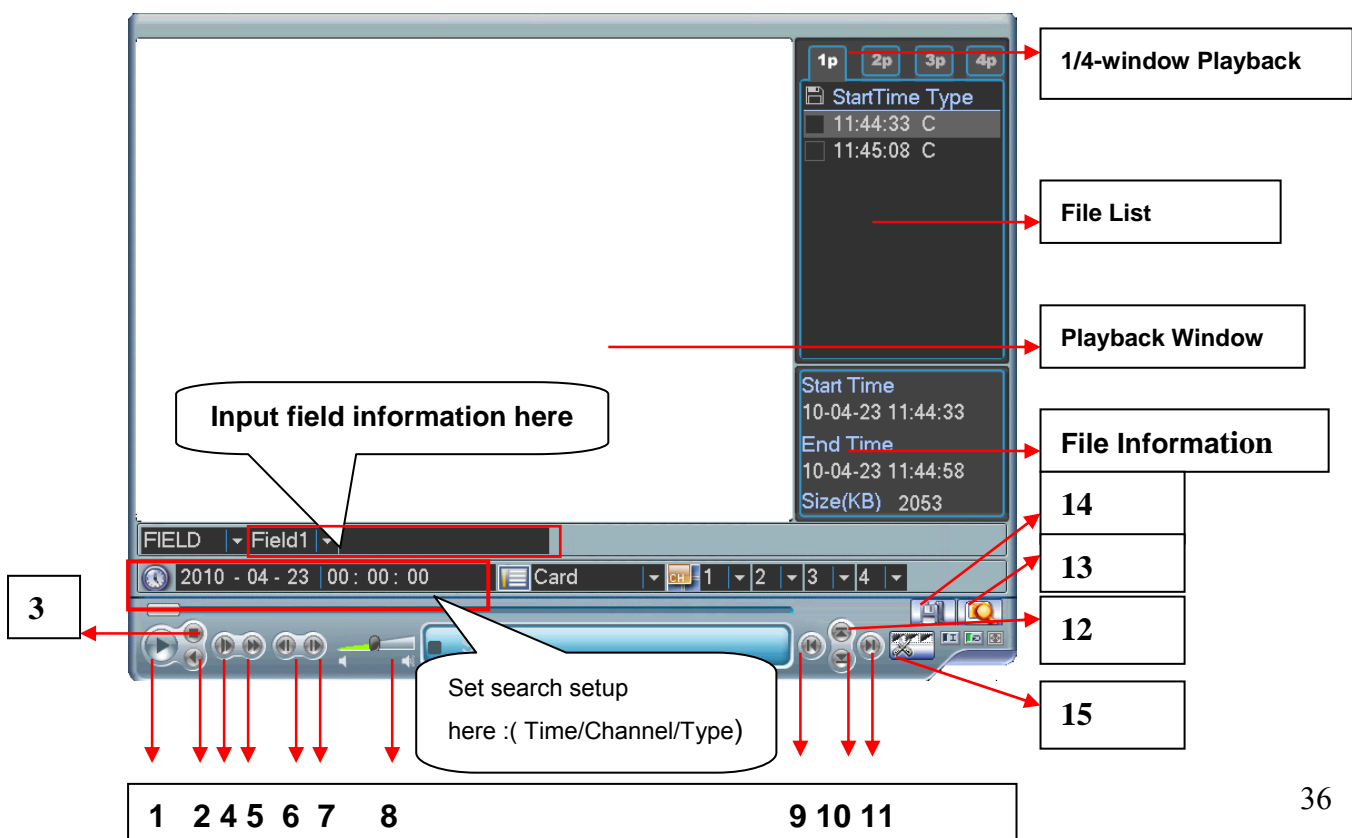 1p 2p 3p 4p
1/4-window Playback
StartTime Type
11:44:33 C
11:45:08 C
File List
Playback Window
Start Time
10-04-23 11:44:33
End Time
10-04-23 11:44:58
Size(KB) 2053
Input field information here
File Information
14
13
12
15
FIELD Field1
2010 - 04 - 23 00 : 00 : 00 Card CH 1 2 3 4
3
Set search setup
here :( Time/Channel/Type)
1 2 4 5 6 7 8 9 10 11
36